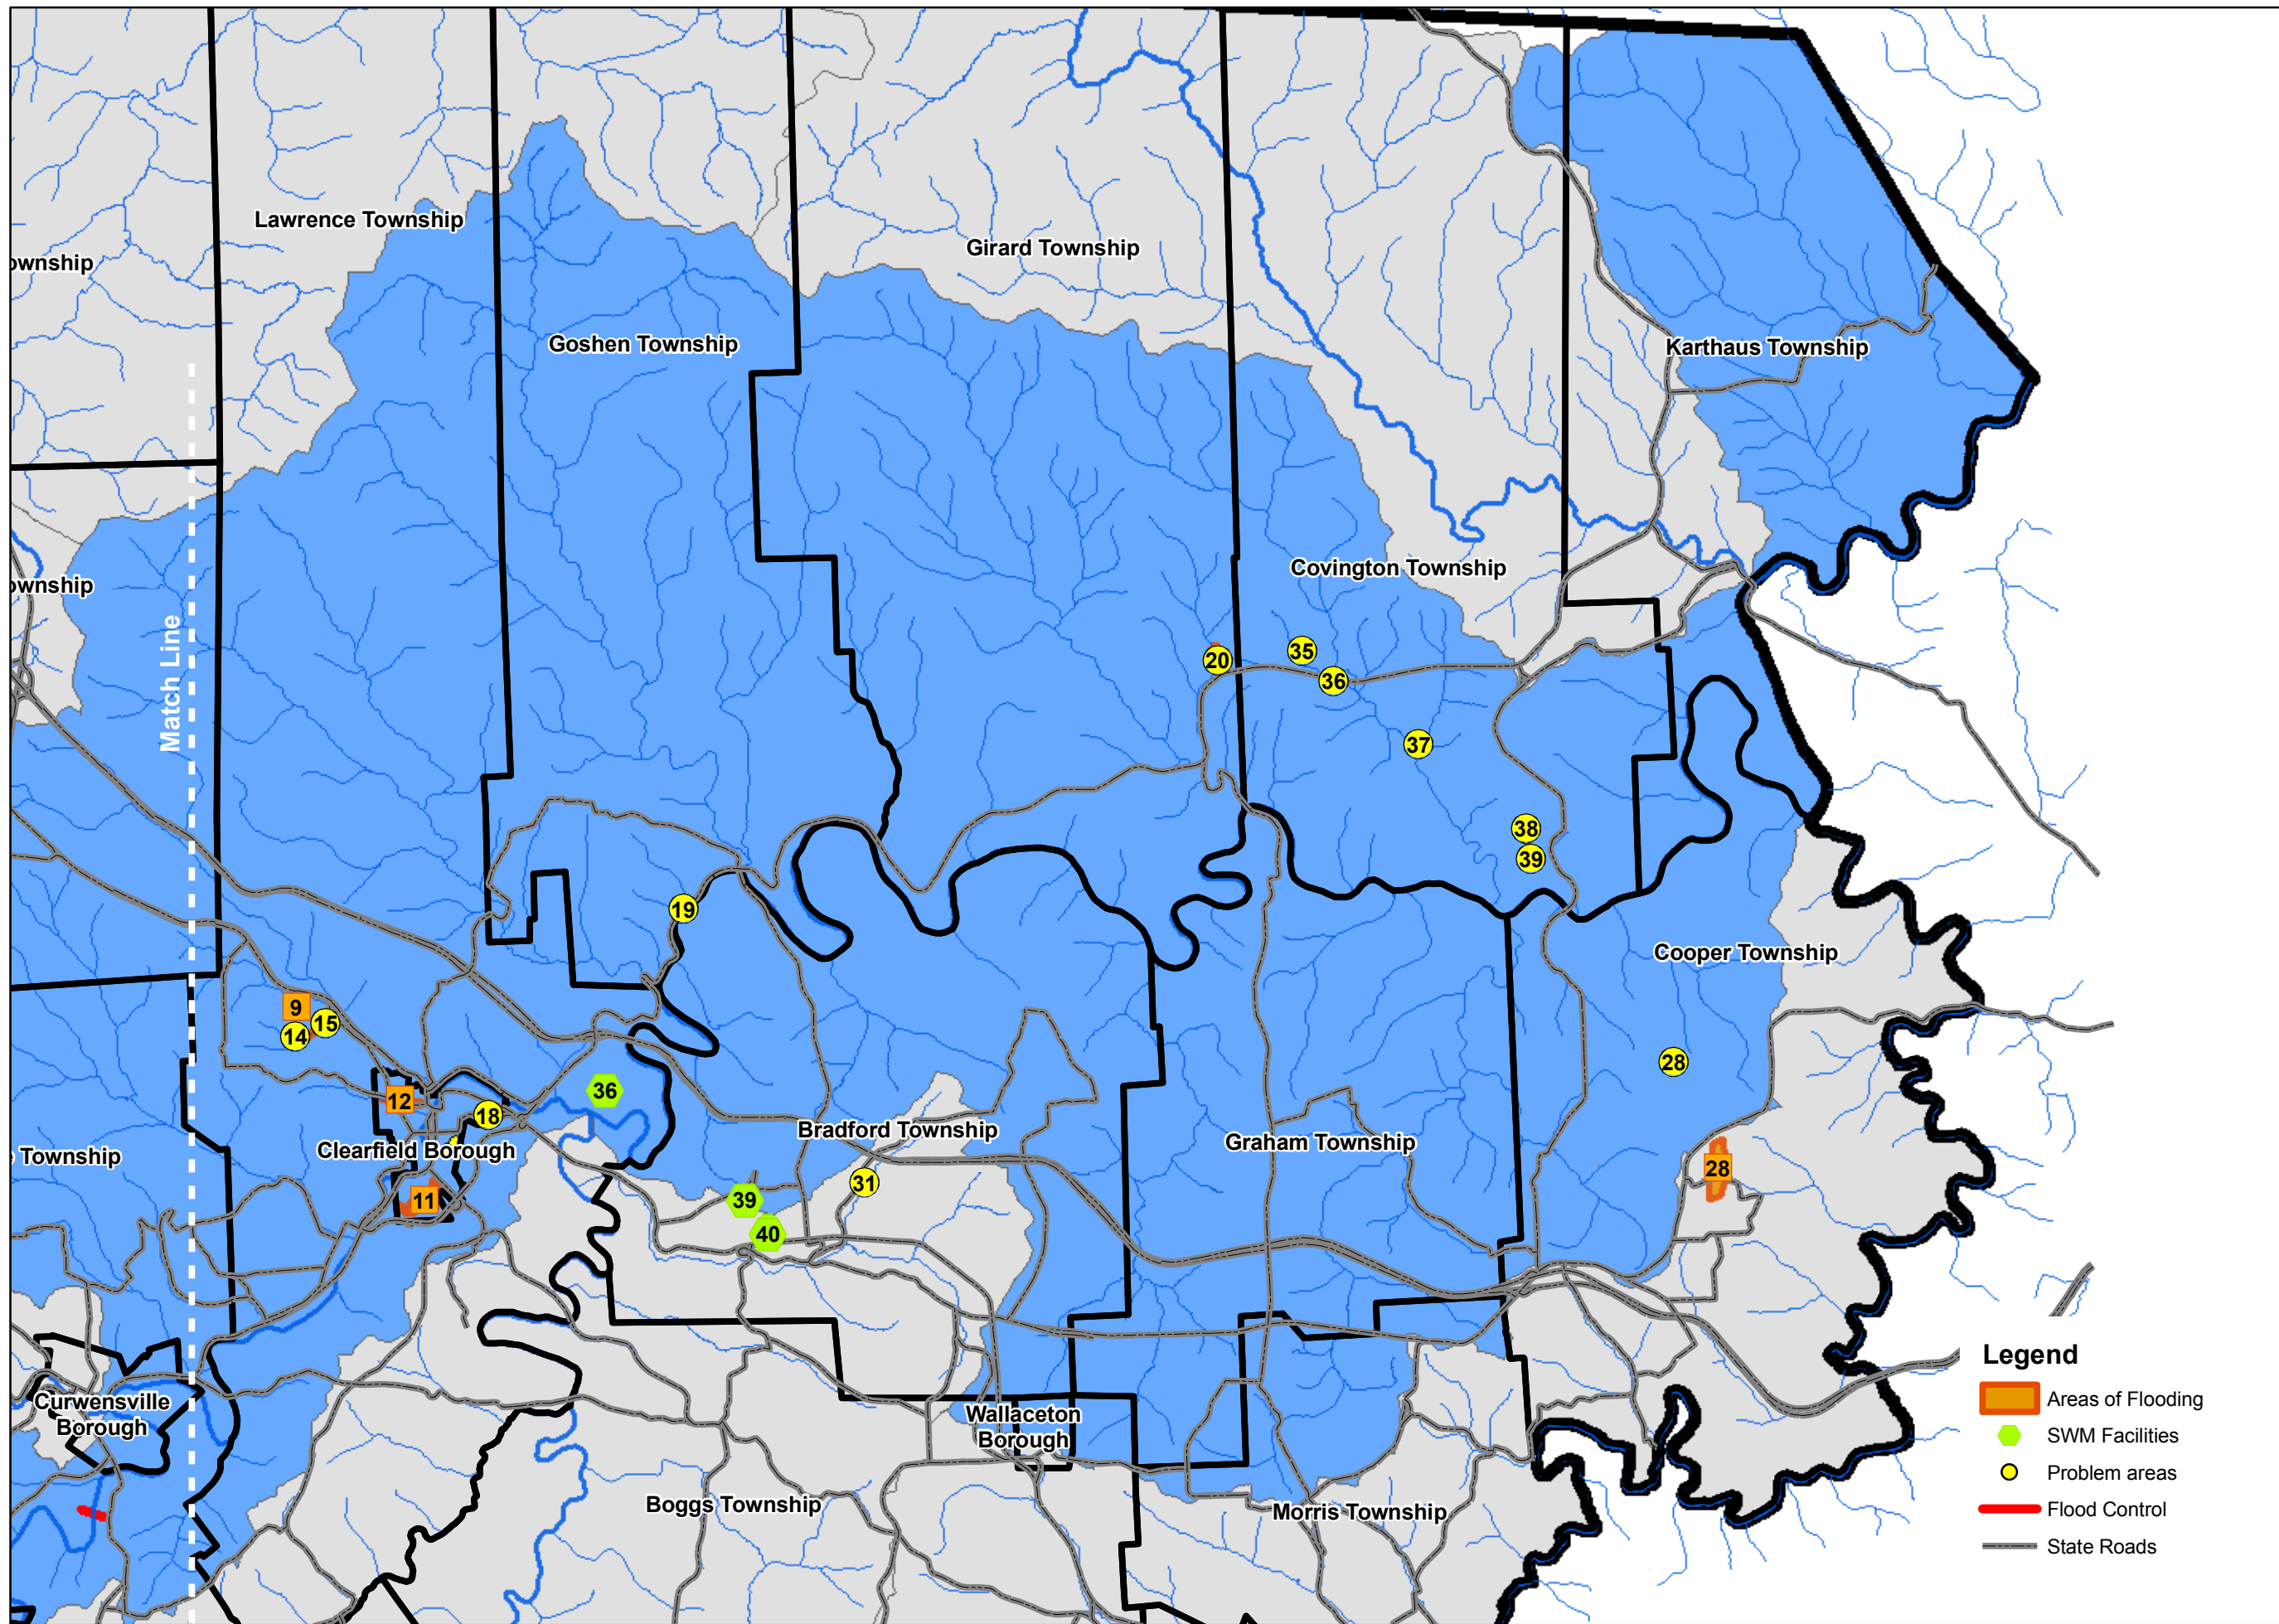 Lawrence Township
Girard Township
ownship
Goshen Township
Karthaus Township
Covington Township
ownship
Match Line
20
35
36
37
38
39
19
Cooper Township
9
15
14
28
36
12
18
Bradford Township
Graham Township
Clearfield Borough
Township
28
31
39
11
40
Legend
Areas of Flooding
SWM Facilities
Problem areas
Flood Control
State Roads
Curwensville
Borough
Wallaceton
Borough
Boggs Township
Morris Township